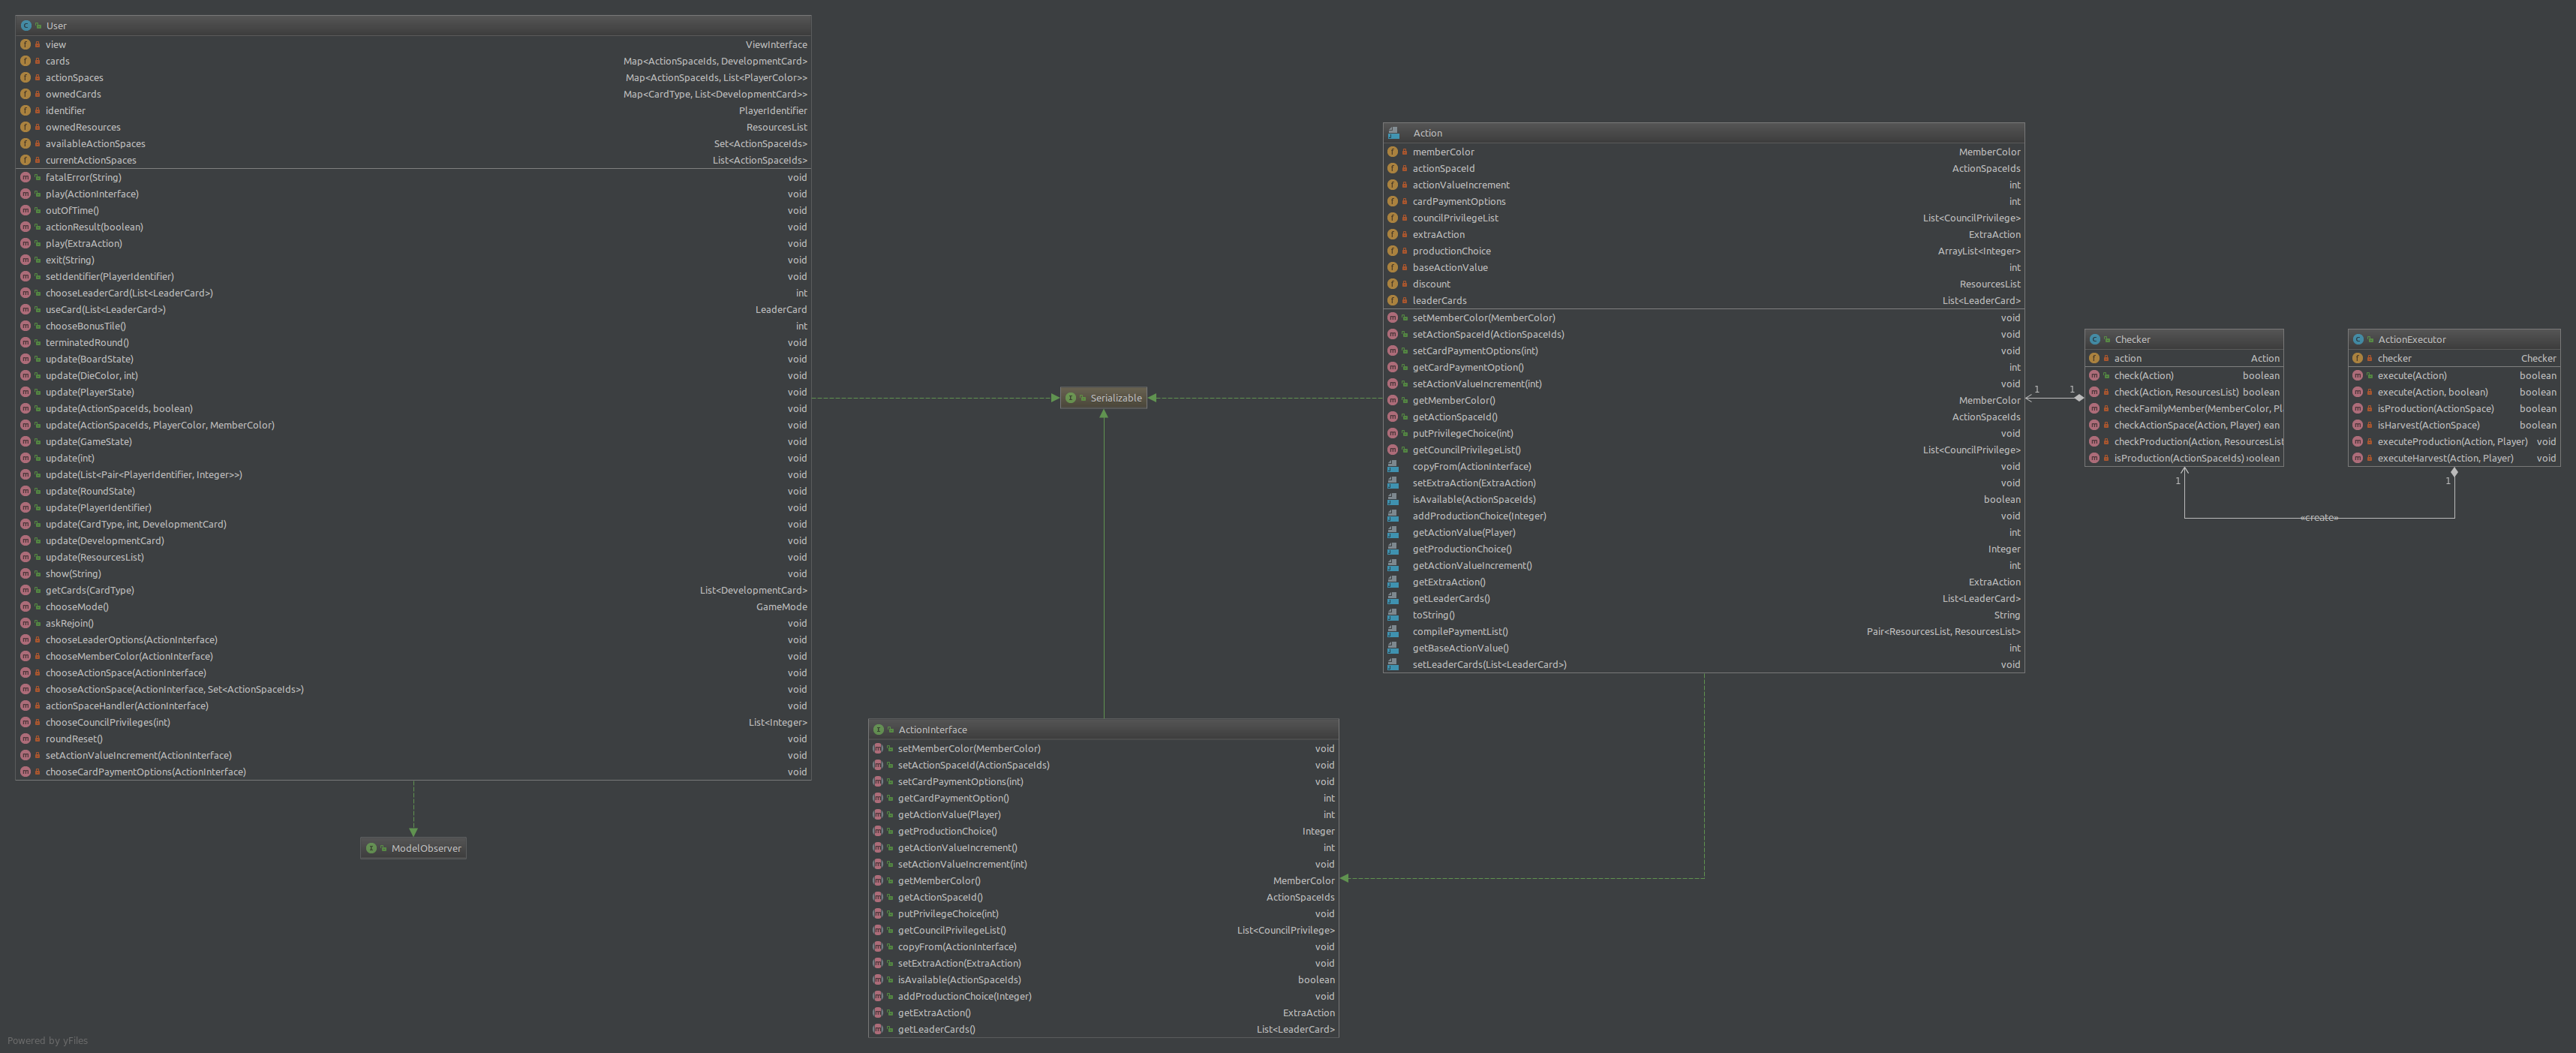 User
view ViewInterface
cards Map<ActionSpaceIds, DevelopmentCard>
actionSpaces Map<ActionSpaceIds, List<PlayerColor>>
ownedCards Map<CardType, List<DevelopmentCard>>
identifier PlayerIdentifier
ownedResources ResourcesList
availableActionSpaces Set<ActionSpaceIds>
currentActionSpaces List<ActionSpaceIds>
fatalError(String) void
play(ActionInterface) void
outOfTime() void
actionResult(boolean) void
play(ExtraAction) void
exit(String) void
setIdentifier(PlayerIdentifier) void
chooseLeaderCard(List<LeaderCard>) int
useCard(List<LeaderCard>) LeaderCard
chooseBonusTile() int
terminatedRound() void
update(BoardState) void
update(DieColor, int) void
update(PlayerState) void
update(ActionSpaceIds, boolean) void
update(ActionSpaceIds, PlayerColor, MemberColor) void
update(GameState) void
update(int) void
update(List<Pair<PlayerIdentifier, Integer>>) void
update(RoundState) void
update(PlayerIdentifier) void
update(CardType, int, DevelopmentCard) void
update(DevelopmentCard) void
update(ResourcesList) void
show(String) void
getCards(CardType) List<DevelopmentCard>
chooseMode() GameMode
askRejoin() void
chooseLeaderOptions(ActionInterface) void
chooseMemberColor(ActionInterface) void
chooseActionSpace(ActionInterface) void
chooseActionSpace(ActionInterface, Set<ActionSpaceIds>) void
actionSpaceHandler(ActionInterface) void
chooseCouncilPrivileges(int) List<Integer>
roundReset() void
setActionValueIncrement(ActionInterface) void
chooseCardPaymentOptions(ActionInterface) void
ModelObserver
Serializable
ActionInterface
setMemberColor(MemberColor) void
setActionSpaceId(ActionSpaceIds) void
setCardPaymentOptions(int) void
getCardPaymentOption() int
getActionValue(Player) int
getProductionChoice() Integer
getActionValueIncrement() int
setActionValueIncrement(int) void
getMemberColor() MemberColor
getActionSpaceId() ActionSpaceIds
putPrivilegeChoice(int) void
getCouncilPrivilegeList() List<CouncilPrivilege>
copyFrom(ActionInterface) void
setExtraAction(ExtraAction) void
isAvailable(ActionSpaceIds) boolean
addProductionChoice(Integer) void
getExtraAction() ExtraAction
getLeaderCards() List<LeaderCard>
Action
memberColor MemberColor
actionSpaceId ActionSpaceIds
actionValueIncrement int
cardPaymentOptions int
councilPrivilegeList List<CouncilPrivilege>
extraAction ExtraAction
productionChoice ArrayList<Integer>
baseActionValue int
discount ResourcesList
leaderCards List<LeaderCard>
setMemberColor(MemberColor) void
setActionSpaceId(ActionSpaceIds) void
setCardPaymentOptions(int) void
getCardPaymentOption() int
setActionValueIncrement(int) void
getMemberColor() MemberColor
getActionSpaceId() ActionSpaceIds
putPrivilegeChoice(int) void
getCouncilPrivilegeList() List<CouncilPrivilege>
copyFrom(ActionInterface) void
setExtraAction(ExtraAction) void
isAvailable(ActionSpaceIds) boolean
addProductionChoice(Integer) void
getActionValue(Player) int
getProductionChoice() Integer
getActionValueIncrement() int
getExtraAction() ExtraAction
getLeaderCards() List<LeaderCard>
toString() String
compilePaymentList() Pair<ResourcesList, ResourcesList>
getBaseActionValue() int
setLeaderCards(List<LeaderCard>) void
1 1
Checker
action Action
check(Action) boolean
check(Action, ResourcesList) boolean
checkFamilyMember(MemberColor, Pl
checkActionSpace(Action, Player) ean
checkProduction(Action, ResourcesList
isProduction(ActionSpaceIds) oolean
ActionExecutor
checker Checker
execute(Action) boolean
execute(Action, boolean) boolean
isProduction(ActionSpace) boolean
isHarvest(ActionSpace) boolean
executeProduction(Action, Player) void
executeHarvest(Action, Player) void
1 1
«create»
Powered by yFiles